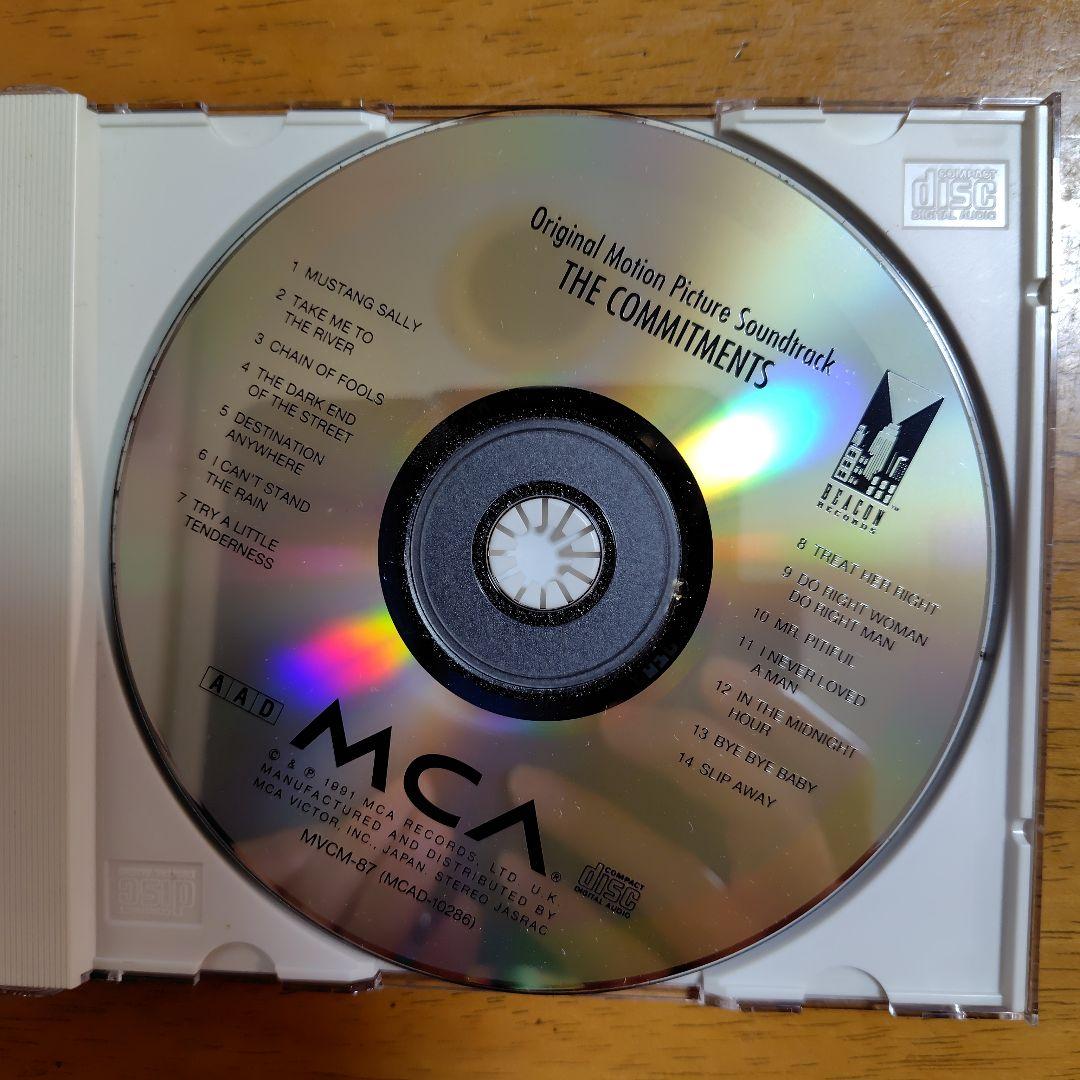 COMPACT
disc
DIGITAL AUDIO
Original Motion Picture Soundtrack
THE COMMITMENTS
1 MUSTANG SALLY
2 TAKE ME TO
THE RIVER
3 CHAIN OF FOOLS
4 THE DARK END
OF THE STREET
5 DESTINATION
ANYWHERE
6 I CAN'T STAND
THE RAIN
7 TRY A LITTLE
TENDERNESS
BEACON
RECORDS
TM
8 TREAT HER RIGHT
9 DO RIGHT WOMAN
DO RIGHT MAN
10 MR. PITIFUL
11 I NEVER LOVED
A MAN
12 IN THE MIDNIGHT
HOUR
13 BYE BYE BABY
14 SLIP AWAY
AAD
MCA®
© & ℗ 1991 MCA RECORDS, LTD. U.K.
MANUFACTURED AND DISTRIBUTED BY
MCA VICTOR, INC., JAPAN. STEREO JASRAC
MVCM-87 (MCAD-10286)
COMPACT
disc
DIGITAL AUDIO